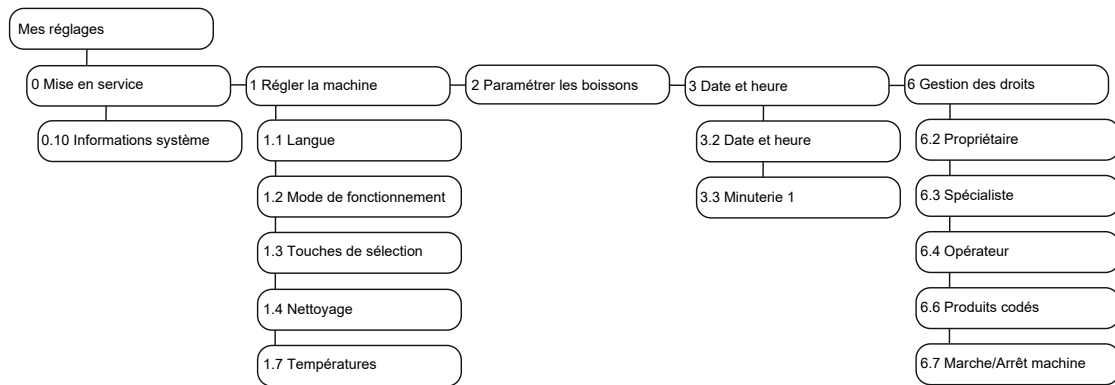 Mes réglages
0 Mise en service
1 Régler la machine
2 Paramétrer les boissons
3 Date et heure
6 Gestion des droits
0.10 Informations système
1.1 Langue
3.2 Date et heure
6.2 Propriétaire
1.2 Mode de fonctionnement
3.3 Minuterie 1
6.3 Spécialiste
1.3 Touches de sélection
6.4 Opérateur
1.4 Nettoyage
6.6 Produits codés
1.7 Températures
6.7 Marche/Arrêt machine